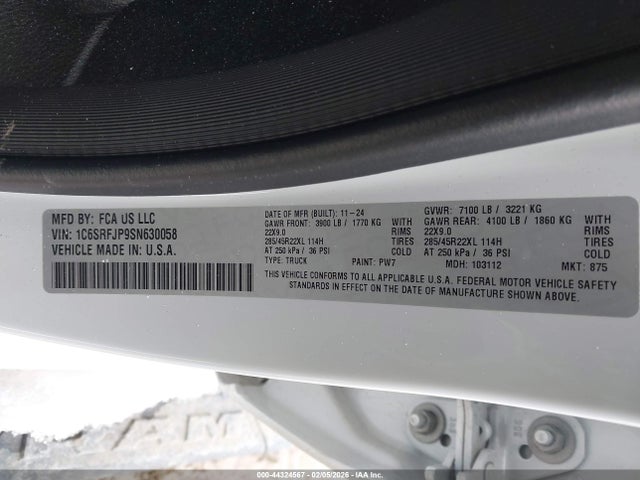 MFD BY: FCA US LLC
VIN: 1C6SRFJP9SN630058
VEHICLE MADE IN U.S.A.
DATE OF MFR (BUILT): 11-24
GVWR: 7100 LB / 3221 KG
GAWR FRONT: 3900 LB / 1770 KG
GAWR REAR: 4100 LB / 1860 KG
22X9.0 RIMS 22X9.0 RIMS
285/45R22XL 114H TIRES 285/45R22XL 114H TIRES
AT 250 kPa / 36 PSI COLD AT 250 kPa / 36 PSI COLD
TYPE: TRUCK PAINT: PW7 MDH: 103112 MKT: 875
THIS VEHICLE CONFORMS TO ALL APPLICABLE U.S.A. FEDERAL MOTOR VEHICLE SAFETY
STANDARDS IN EFFECT ON THE DATE OF MANUFACTURE SHOWN ABOVE.
000-44324567 - 02/05/2026 - IAA Inc.